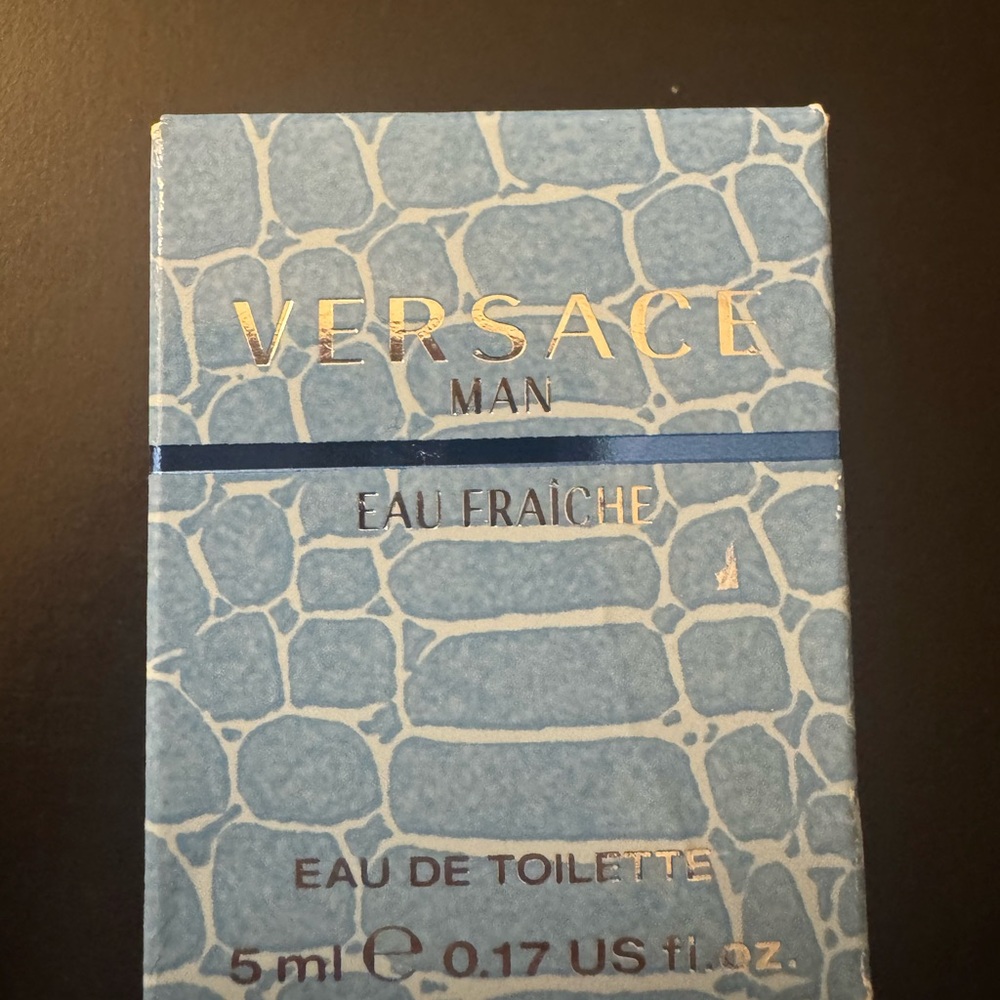 VERSACE
MAN
EAU FRAÎCHE
EAU DE TOILETTE
5 ml ℮ 0.17 US fl.oz.